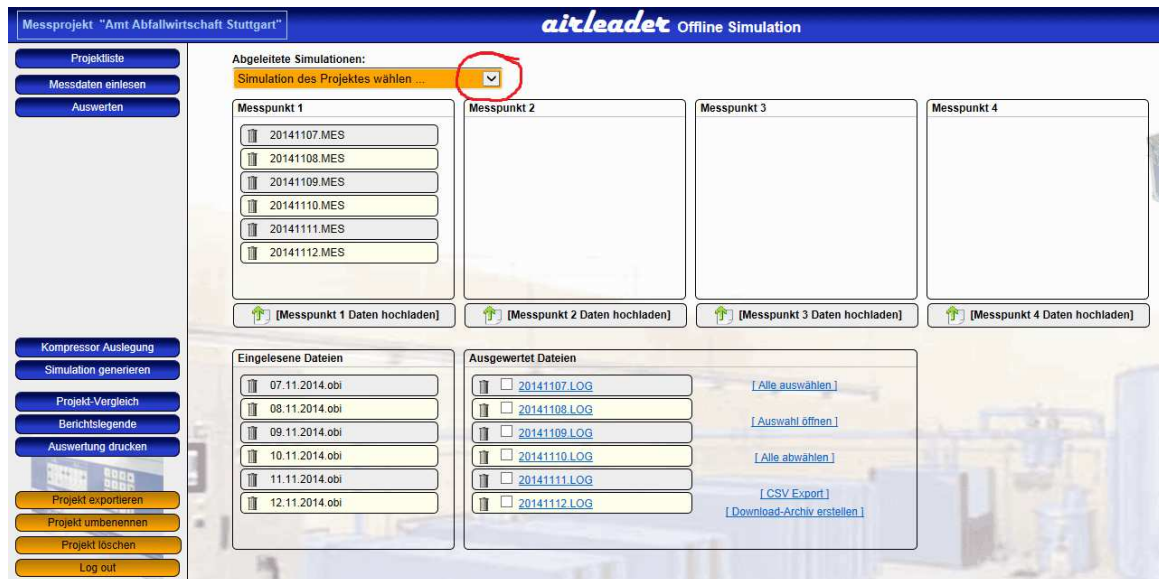 Messprojekt "Amt Abfallwirtschaft Stuttgart"
airleader Offline Simulation
Projektliste
Messdaten einlesen
Auswerten
Kompressor Auslegung
Simulation generieren
Projekt-Vergleich
Berichtslegende
Auswertung drucken
Projekt exportieren
Projekt umbenennen
Projekt löschen
Log out
Abgeleitete Simulationen:
Simulation des Projektes wählen ...
Messpunkt 1
20141107.MES
20141108.MES
20141109.MES
20141110.MES
20141111.MES
20141112.MES
[Messpunkt 1 Daten hochladen]
Messpunkt 2
[Messpunkt 2 Daten hochladen]
Messpunkt 3
[Messpunkt 3 Daten hochladen]
Messpunkt 4
[Messpunkt 4 Daten hochladen]
Eingelesene Dateien
07.11.2014.obi
08.11.2014.obi
09.11.2014.obi
10.11.2014.obi
11.11.2014.obi
12.11.2014.obi
Ausgewertet Dateien
20141107.LOG
20141108.LOG
20141109.LOG
20141110.LOG
20141111.LOG
20141112.LOG
[ Alle auswählen ]
[ Auswahl öffnen ]
[ Alle abwählen ]
[ CSV Export ]
[ Download-Archiv erstellen ]